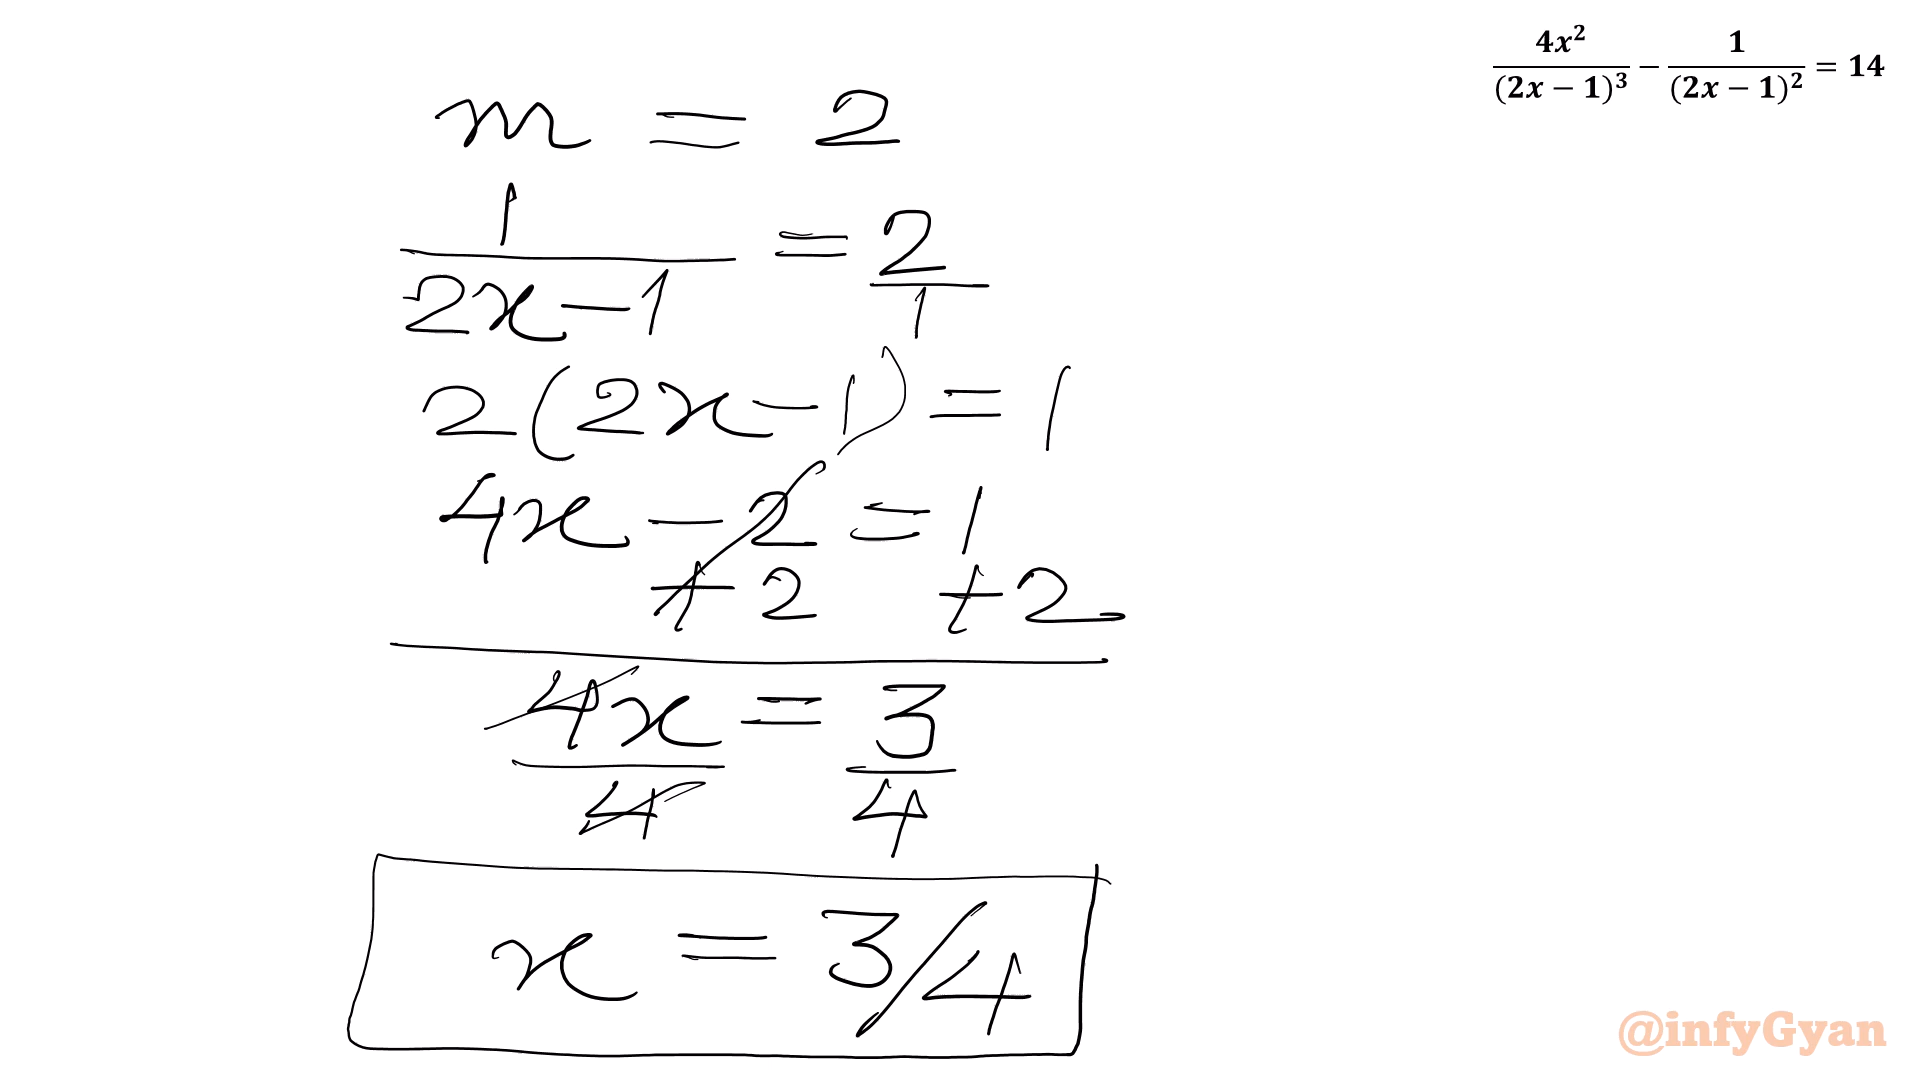 4x²/(2x − 1)³ − 1/(2x − 1)² = 14
m = 2
1/(2x − 1) = 2/1
2(2x − 1) = 1
4x − 2 = 1
+2 +2
4x/4 = 3/4
x = 3/4
@infyGyan